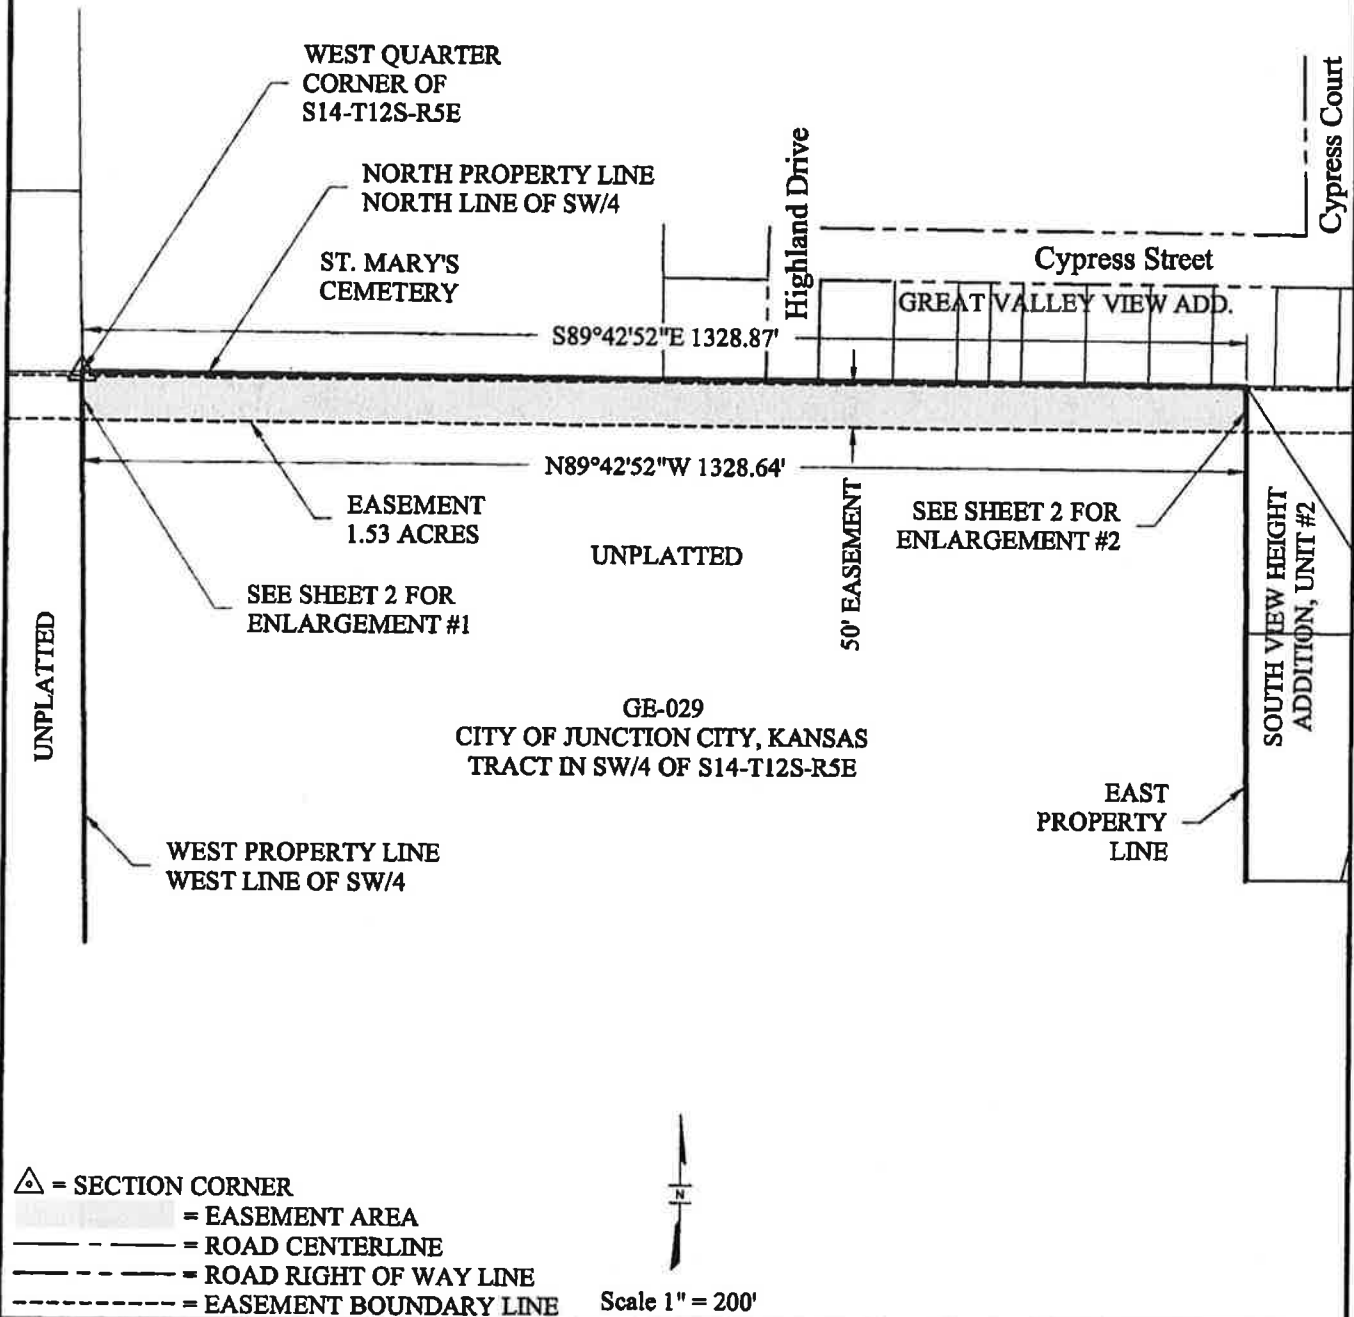 WEST QUARTER
CORNER OF
S14-T12S-R5E
NORTH PROPERTY LINE
NORTH LINE OF SW/4
ST. MARY'S
CEMETERY
Highland Drive
Cypress Court
Cypress Street
GREAT VALLEY VIEW ADD.
S89°42'52"E 1328.87'
N89°42'52"W 1328.64'
EASEMENT
1.53 ACRES
UNPLATTED
50' EASEMENT
SEE SHEET 2 FOR
ENLARGEMENT #2
SOUTH VIEW HEIGHT
ADDITION, UNIT #2
SEE SHEET 2 FOR
ENLARGEMENT #1
UNPLATTED
GE-029
CITY OF JUNCTION CITY, KANSAS
TRACT IN SW/4 OF S14-T12S-R5E
EAST
PROPERTY
LINE
WEST PROPERTY LINE
WEST LINE OF SW/4
= SECTION CORNER
= EASEMENT AREA
= ROAD CENTERLINE
= ROAD RIGHT OF WAY LINE
= EASEMENT BOUNDARY LINE
N
Scale 1" = 200'